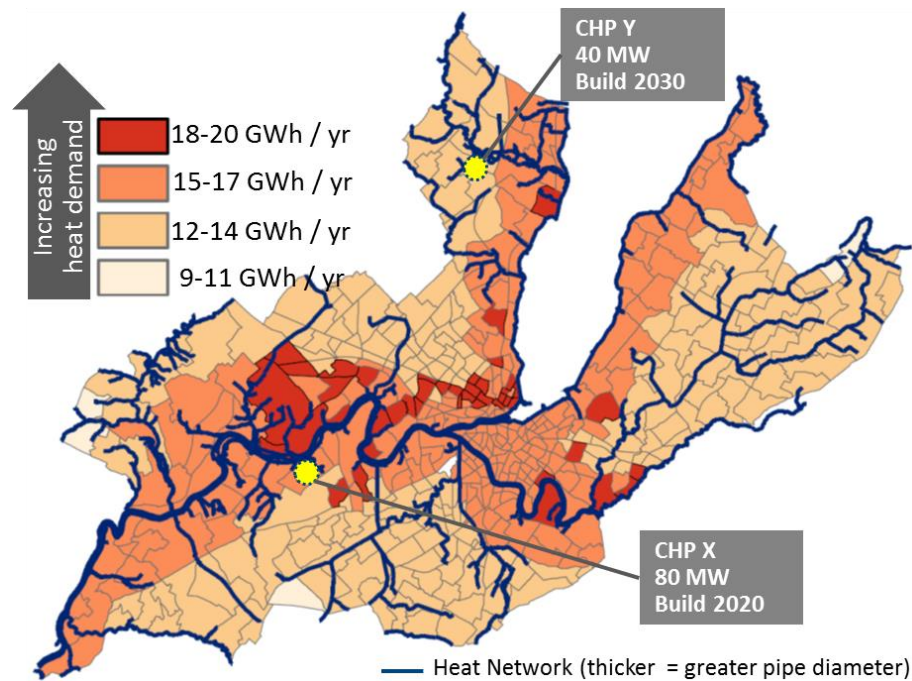 CHP Y
40 MW
Build 2030
Increasing
heat demand
18-20 GWh / yr
15-17 GWh / yr
12-14 GWh / yr
9-11 GWh / yr
CHP X
80 MW
Build 2020
Heat Network (thicker = greater pipe diameter)